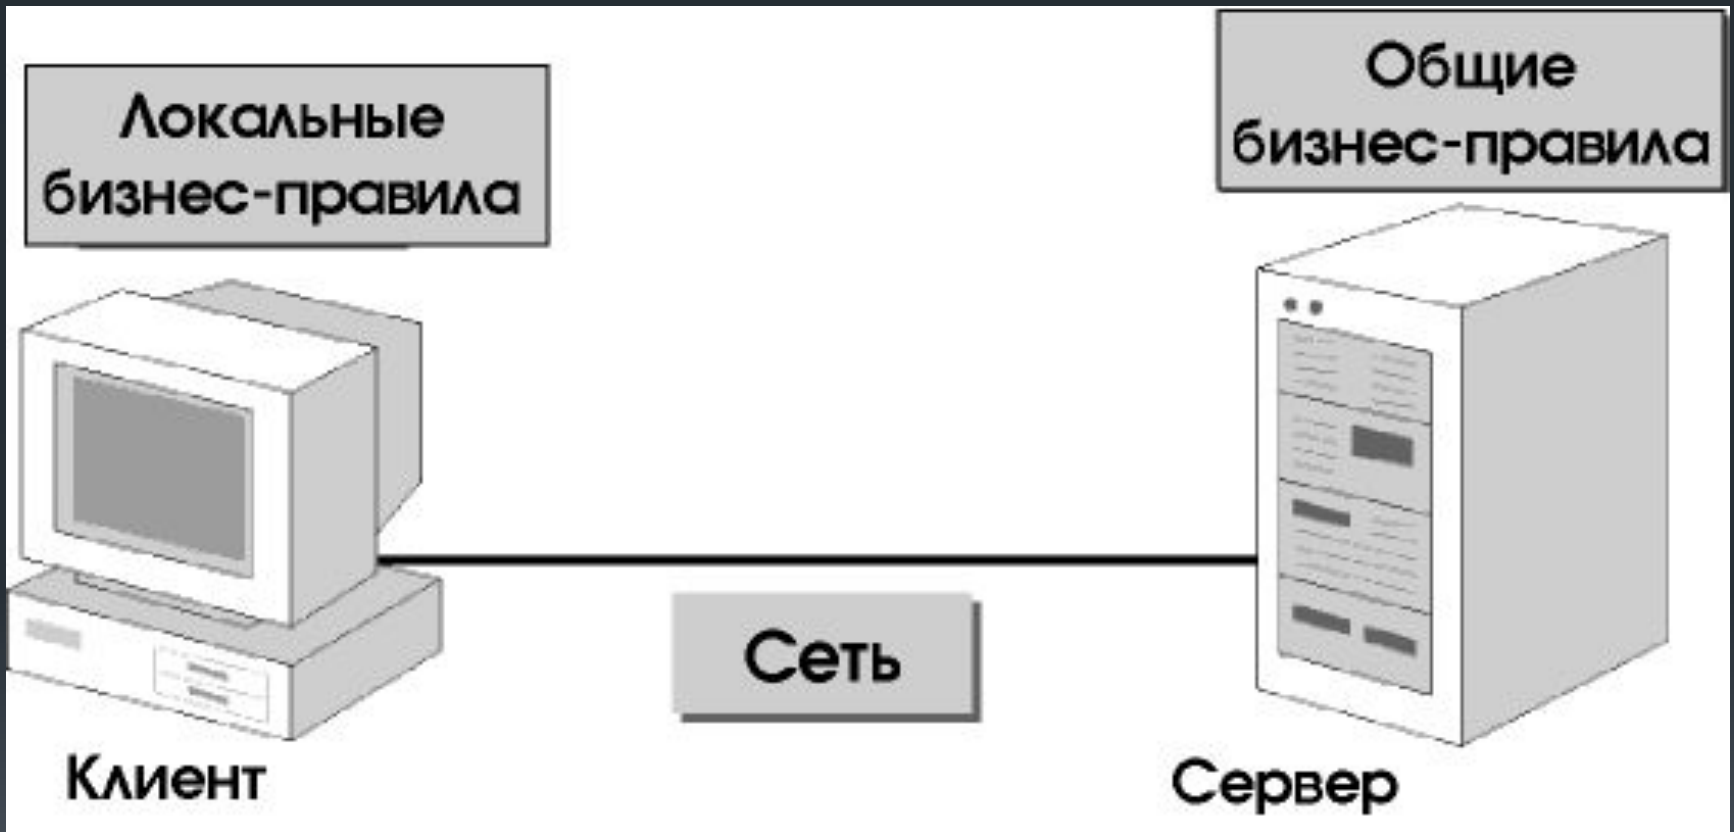 Локальные
бизнес-правила
Общие
бизнес-правила
Сеть
Клиент
Сервер